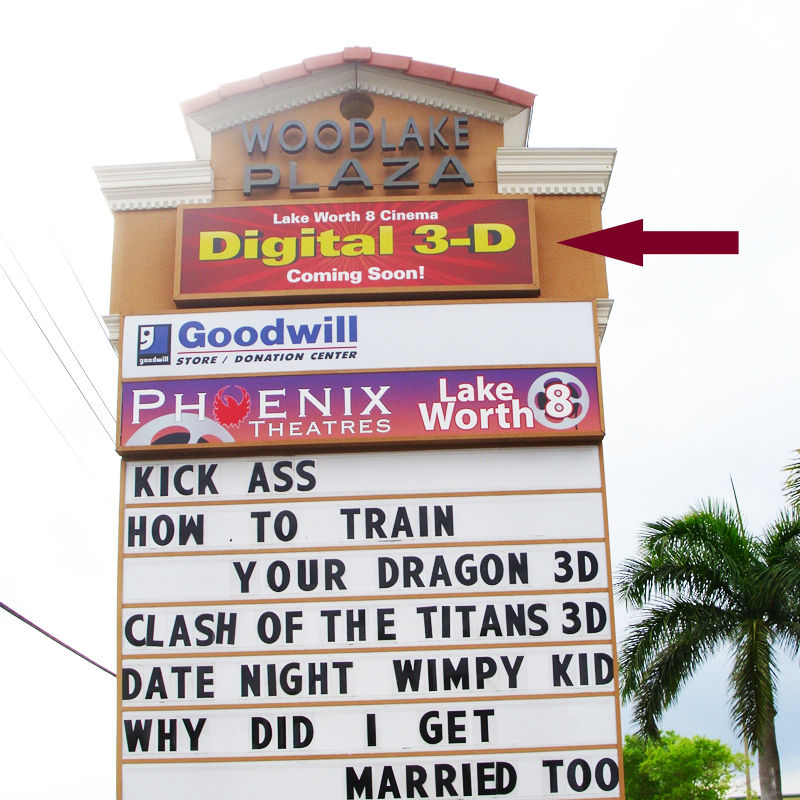 WOODLAKE
PLAZA
Lake Worth 8 Cinema
Digital 3-D
Coming Soon!
goodwill
Goodwill
STORE / DONATION CENTER
PHOENIX
THEATRES
Lake
Worth 8
KICK ASS
HOW TO TRAIN
YOUR DRAGON 3D
CLASH OF THE TITANS 3D
DATE NIGHT WIMPY KID
WHY DID I GET
MARRIED TOO